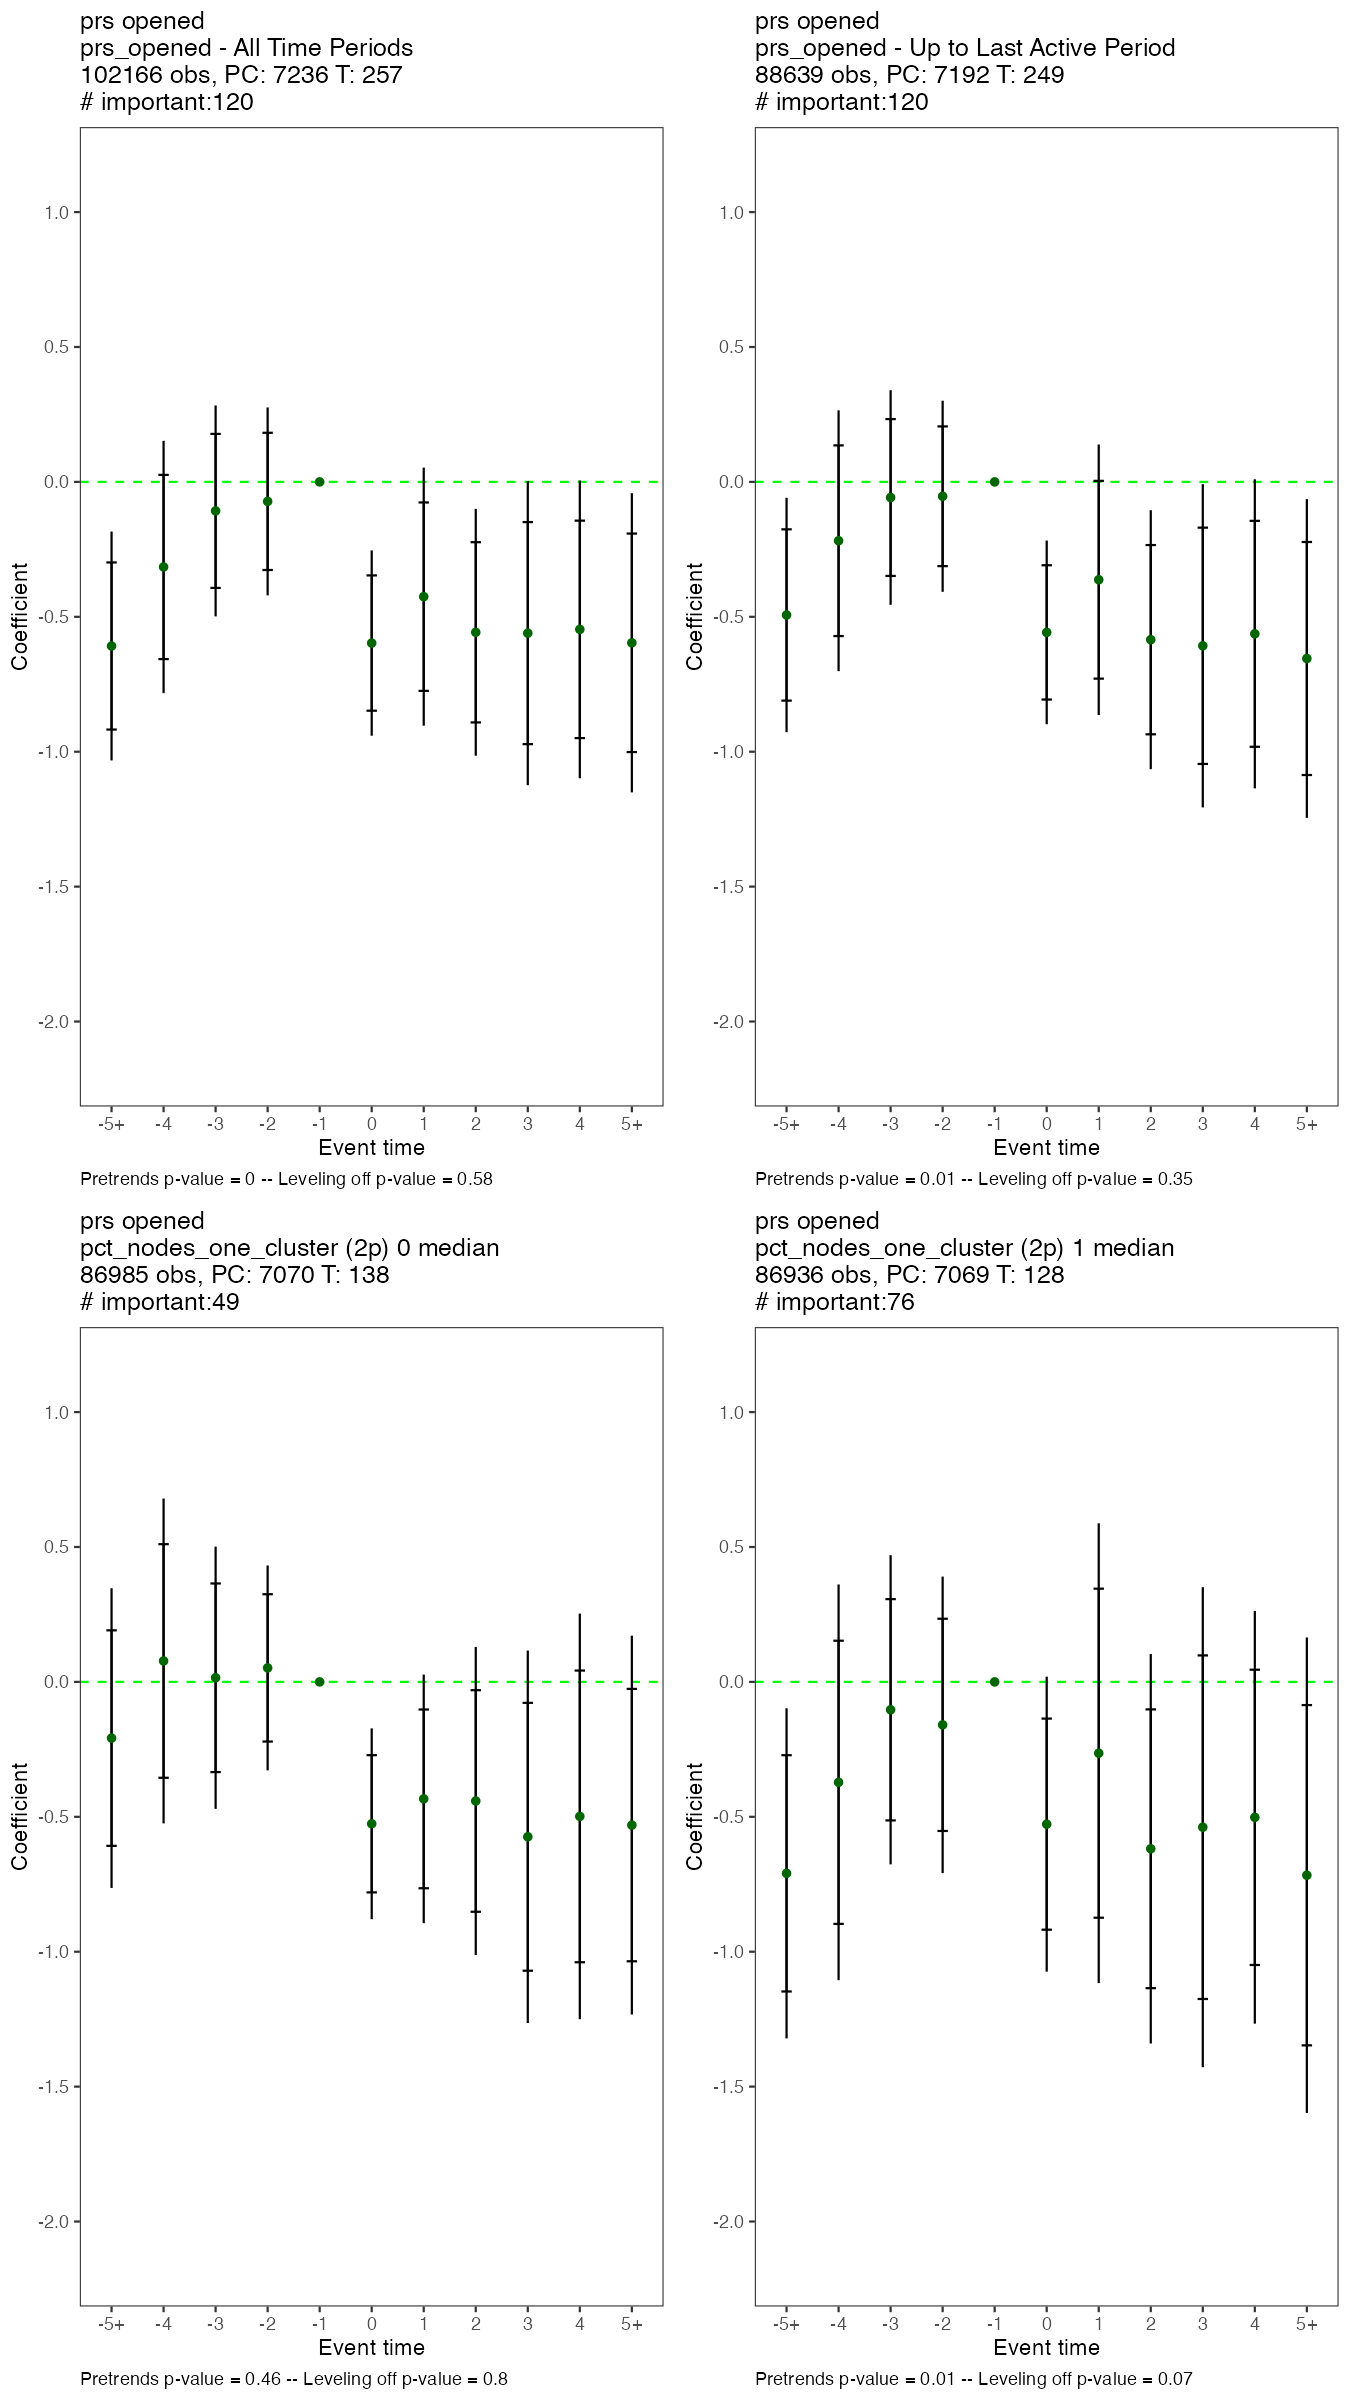 prs opened
prs_opened - All Time Periods
102166 obs, PC: 7236 T: 257
# important:120
1.0
0.5
0.0
-0.5
-1.0
-1.5
-2.0
Coefficient
-5+ -4 -3 -2 -1 0 1 2 3 4 5+
Event time
Pretrends p-value = 0 -- Leveling off p-value = 0.58
prs opened
prs_opened - Up to Last Active Period
88639 obs, PC: 7192 T: 249
# important:120
1.0
0.5
0.0
-0.5
-1.0
-1.5
-2.0
Coefficient
-5+ -4 -3 -2 -1 0 1 2 3 4 5+
Event time
Pretrends p-value = 0.01 -- Leveling off p-value = 0.35
prs opened
pct_nodes_one_cluster (2p) 0 median
86985 obs, PC: 7070 T: 138
# important:49
1.0
0.5
0.0
-0.5
-1.0
-1.5
-2.0
Coefficient
-5+ -4 -3 -2 -1 0 1 2 3 4 5+
Event time
Pretrends p-value = 0.46 -- Leveling off p-value = 0.8
prs opened
pct_nodes_one_cluster (2p) 1 median
86936 obs, PC: 7069 T: 128
# important:76
1.0
0.5
0.0
-0.5
-1.0
-1.5
-2.0
Coefficient
-5+ -4 -3 -2 -1 0 1 2 3 4 5+
Event time
Pretrends p-value = 0.01 -- Leveling off p-value = 0.07